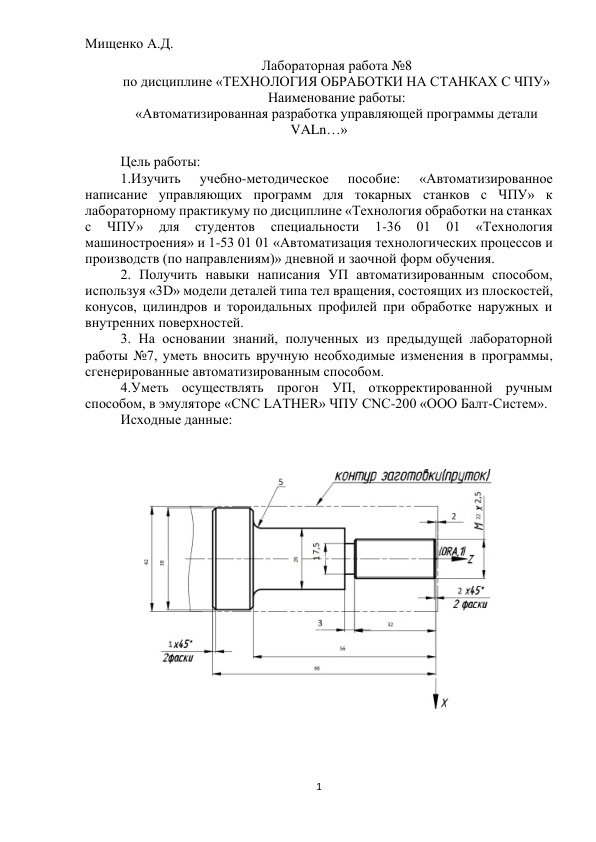 Мищенко А.Д.
Лабораторная работа №8
по дисциплине «ТЕХНОЛОГИЯ ОБРАБОТКИ НА СТАНКАХ С ЧПУ»
Наименование работы:
«Автоматизированная разработка управляющей программы детали
VALn…»
Цель работы:
1.Изучить учебно-методическое пособие: «Автоматизированное
написание управляющих программ для токарных станков с ЧПУ» к
лабораторному практикуму по дисциплине «Технология обработки на станках
с ЧПУ» для студентов специальности 1-36 01 01 «Технология
машиностроения» и 1-53 01 01 «Автоматизация технологических процессов и
производств (по направлениям)» дневной и заочной форм обучения.
2. Получить навыки написания УП автоматизированным способом,
используя «3D» модели деталей типа тел вращения, состоящих из плоскостей,
конусов, цилиндров и тороидальных профилей при обработке наружных и
внутренних поверхностей.
3. На основании знаний, полученных из предыдущей лабораторной
работы №7, уметь вносить вручную необходимые изменения в программы,
сгенерированные автоматизированным способом.
4.Уметь осуществлять прогон УП, откорректированной ручным
способом, в эмуляторе «CNC LATHER» ЧПУ CNC-200 «ООО Балт-Систем».
Исходные данные:
контур заготовки(пруток)
5
2
М 22 х 2,5
42
38
17,5
(ORA,1)
Z
2 х45°
2 фаски
3
32
1 х45°
2фаски
56
X
1